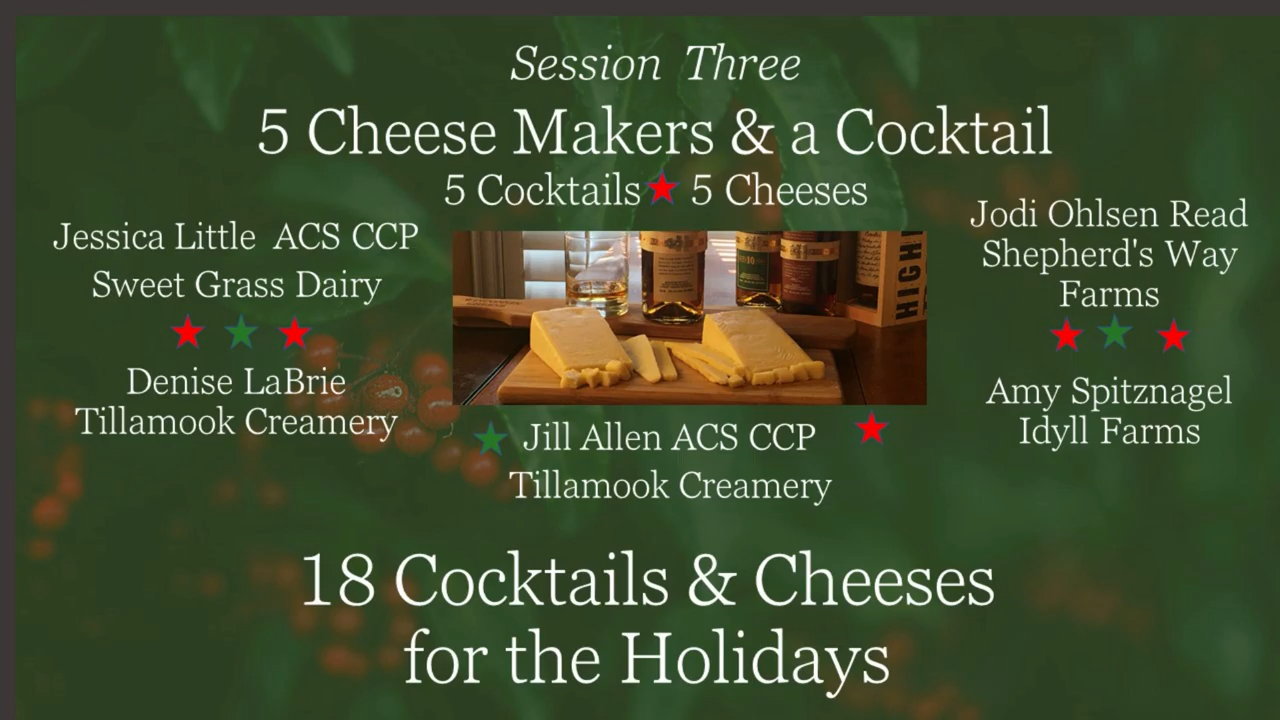 Session Three
5 Cheese Makers & a Cocktail
5 Cocktails 5 Cheeses
Jessica Little ACS CCP
Sweet Grass Dairy
Denise LaBrie
Tillamook Creamery
HIGH
Jill Allen ACS CCP
Tillamook Creamery
Jodi Ohlsen Read
Shepherd's Way
Farms
Amy Spitznagel
Idyll Farms
18 Cocktails & Cheeses
for the Holidays